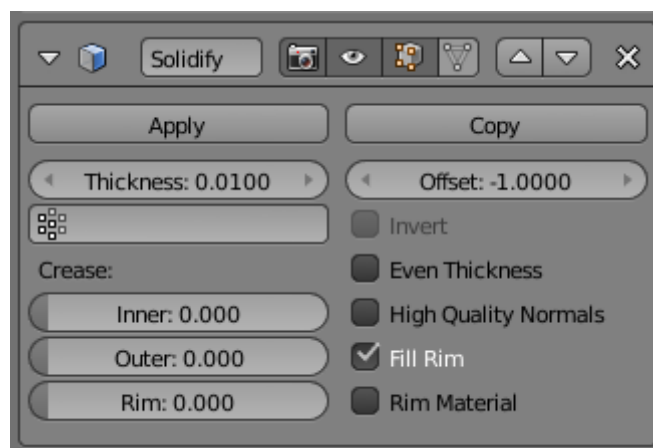 Solidify
Apply Copy
Thickness: 0.0100 Offset: -1.0000
Invert
Crease: Even Thickness
Inner: 0.000 High Quality Normals
Outer: 0.000 Fill Rim
Rim: 0.000 Rim Material